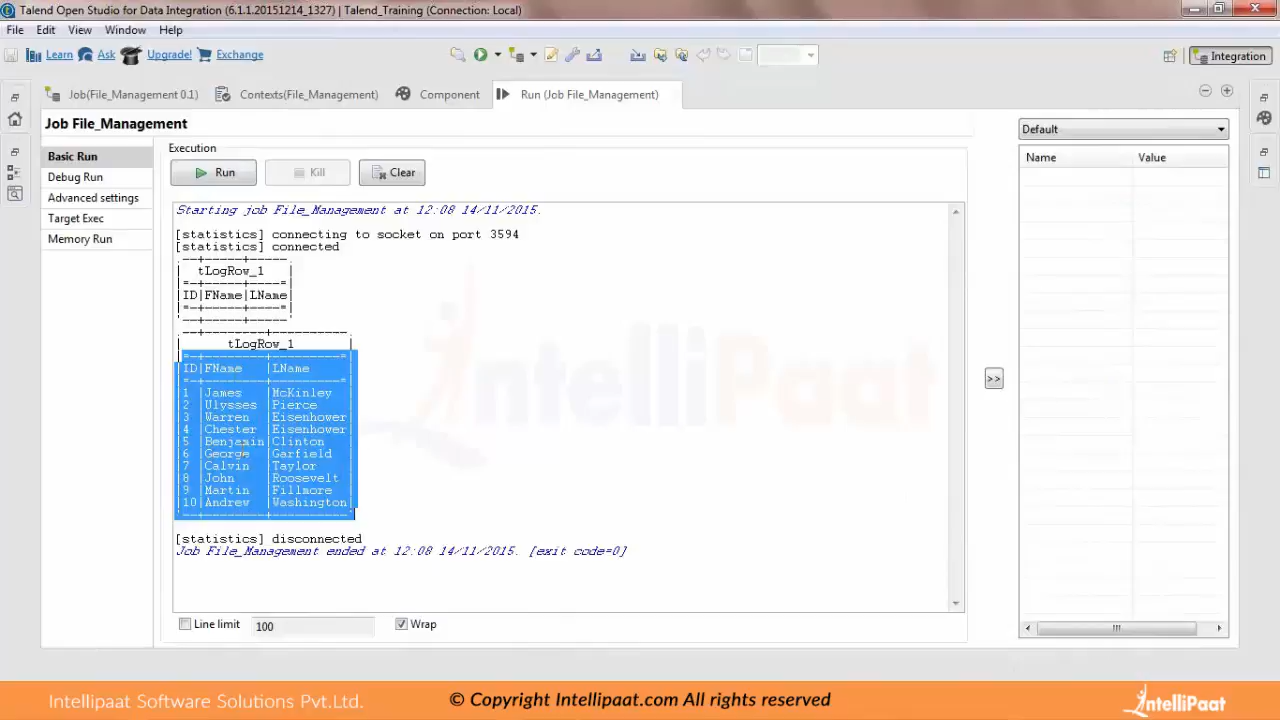 Talend Open Studio for Data Integration (6.1.1.20151214_1327) | Talend_Training (Connection: Local)
File Edit View Window Help
Learn Ask Upgrade! Exchange Integration
Job(File_Management 0.1) Contexts(File_Management) Component Run (Job File_Management)
Job File_Management
Basic Run
Debug Run
Advanced settings
Target Exec
Memory Run
Execution
Run Kill Clear
Starting job File_Management at 12:08 14/11/2015.
[statistics] connecting to socket on port 3594
[statistics] connected
.--+-----+-----.
| tLogRow_1 |
|=-+-----+----=|
|ID|FName|LName|
|=-+-----+----=|
'--+-----+-----'
.--+--------+----------.
| tLogRow_1 |
|=-+--------+---------=|
|ID|FName |LName |
|=-+--------+---------=|
|1 |James |McKinley |
|2 |Ulysses |Pierce |
|3 |Warren |Eisenhower|
|4 |Chester |Eisenhower|
|5 |Benjamin|Clinton |
|6 |George |Garfield |
|7 |Calvin |Taylor |
|8 |John |Roosevelt |
|9 |Martin |Fillmore |
|10|Andrew |Washington|
'--+--------+----------'
[statistics] disconnected
Job File_Management ended at 12:08 14/11/2015. [exit code=0]
Line limit 100 Wrap
Default
Name Value
>>
IntelliPaat
Intellipaat Software Solutions Pvt.Ltd. © Copyright Intellipaat.com All rights reserved IntelliPaat